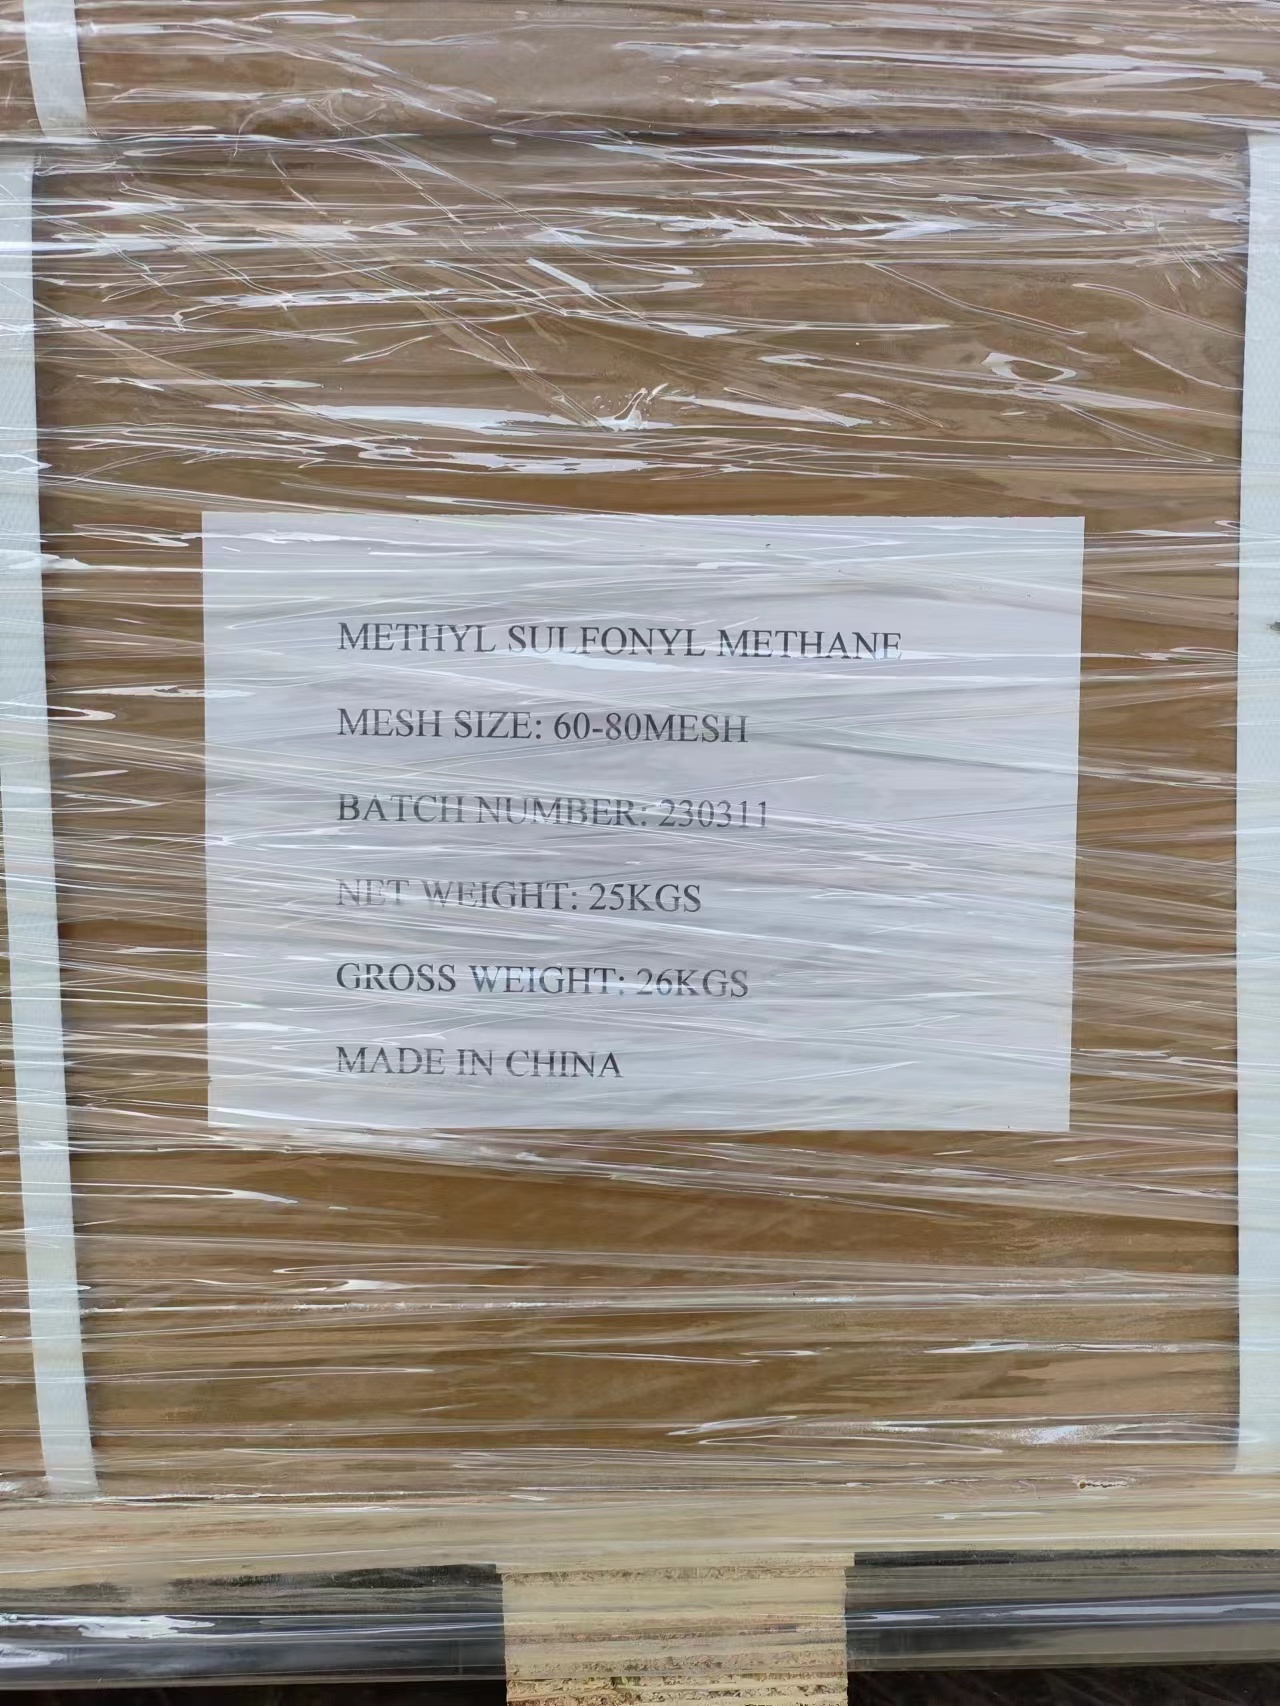 METHYL SULFONYL METHANE
MESH SIZE: 60-80MESH
BATCH NUMBER: 230311
NET WEIGHT: 25KGS
GROSS WEIGHT: 26KGS
MADE IN CHINA